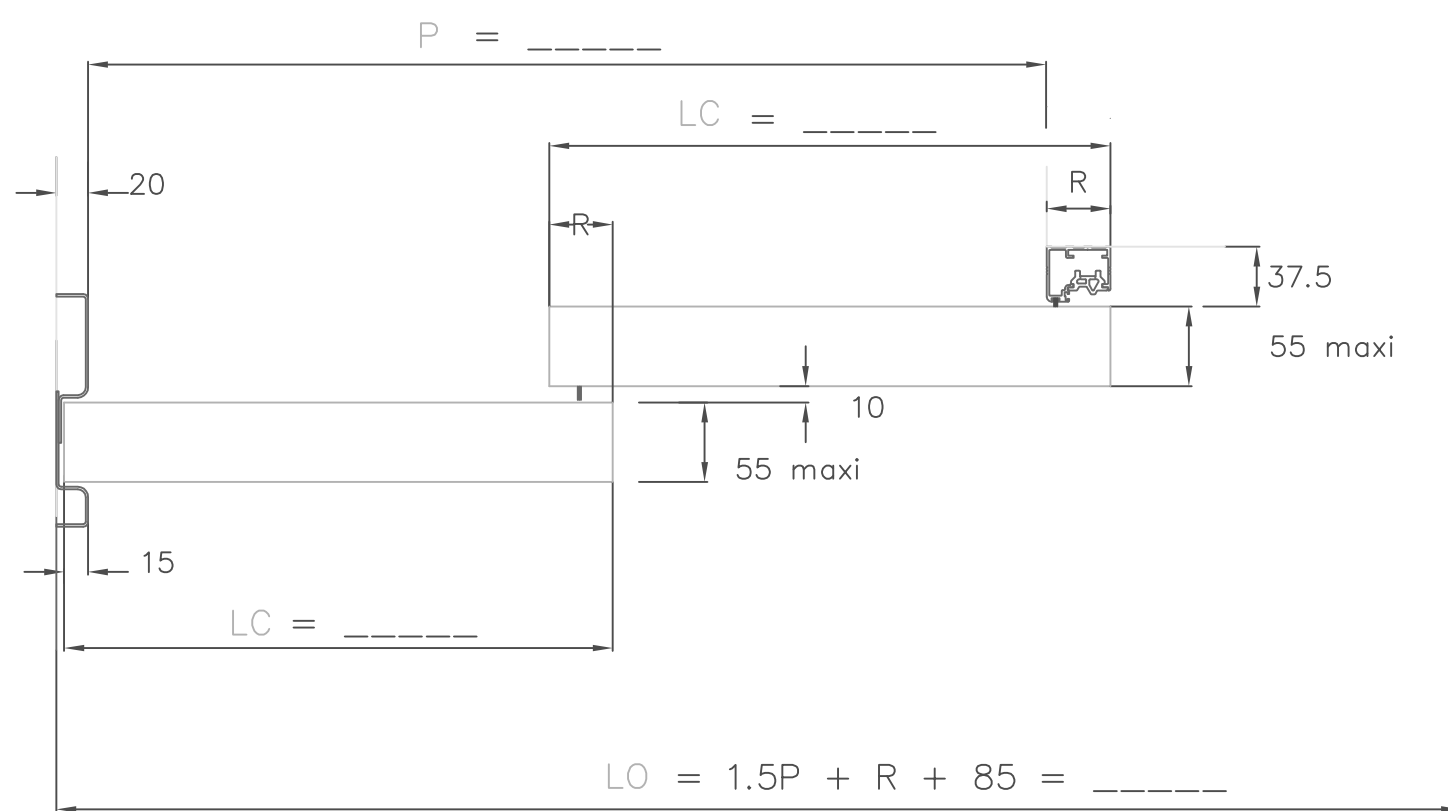 P = _____
LC = _____
20
R
R
37.5
55 maxi
10
55 maxi
15
LC = _____
LO = 1.5P + R + 85 = _____